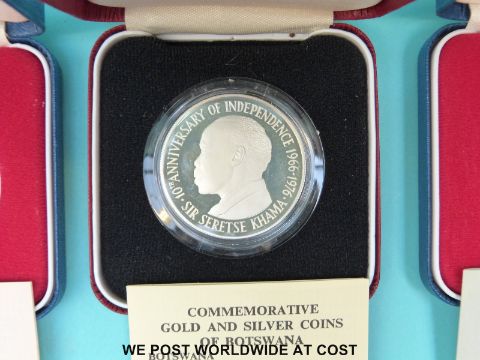 10TH ANNIVERSARY OF INDEPENDENCE 1966-1976
· SIR SERETSE KHAMA ·
COMMEMORATIVE
GOLD AND SILVER COINS
OF BOTSWANA
BOTSWANA
WE POST WORLDWIDE AT COST